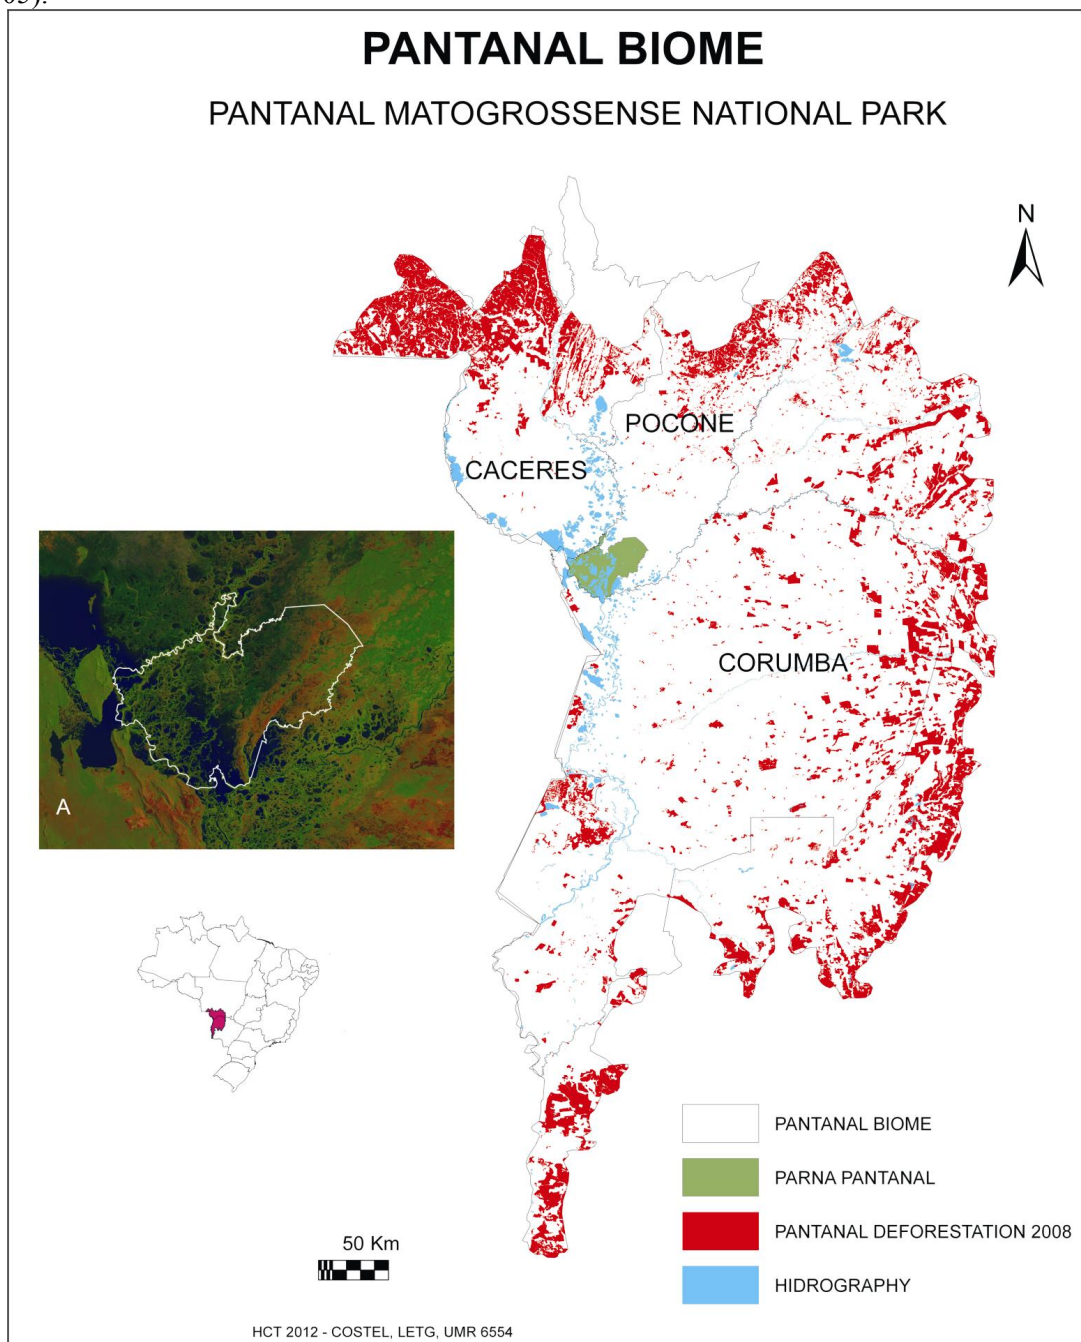 05).
PANTANAL BIOME
PANTANAL MATOGROSSENSE NATIONAL PARK
N
POCONE
CACERES
CORUMBA
A
PANTANAL BIOME
PARNA PANTANAL
PANTANAL DEFORESTATION 2008
HIDROGRAPHY
50 Km
HCT 2012 - COSTEL, LETG, UMR 6554